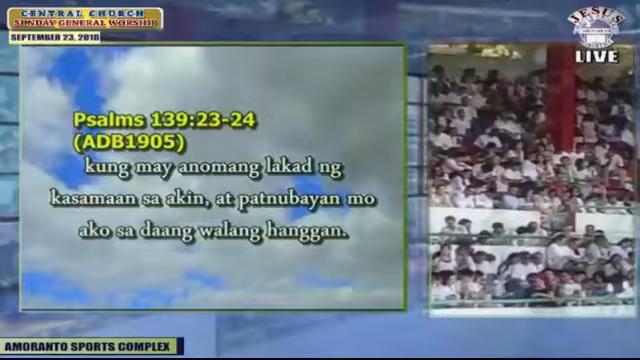 CENTRAL CHURCH
SUNDAY GENERAL WORSHIP
SEPTEMBER 23, 2018
JESUS
LIVE
Psalms 139:23-24
(ADB1905)
kung may anomang lakad ng
kasamaan sa akin, at patnubayan mo
ako sa daang walang hanggan.
AMORANTO SPORTS COMPLEX